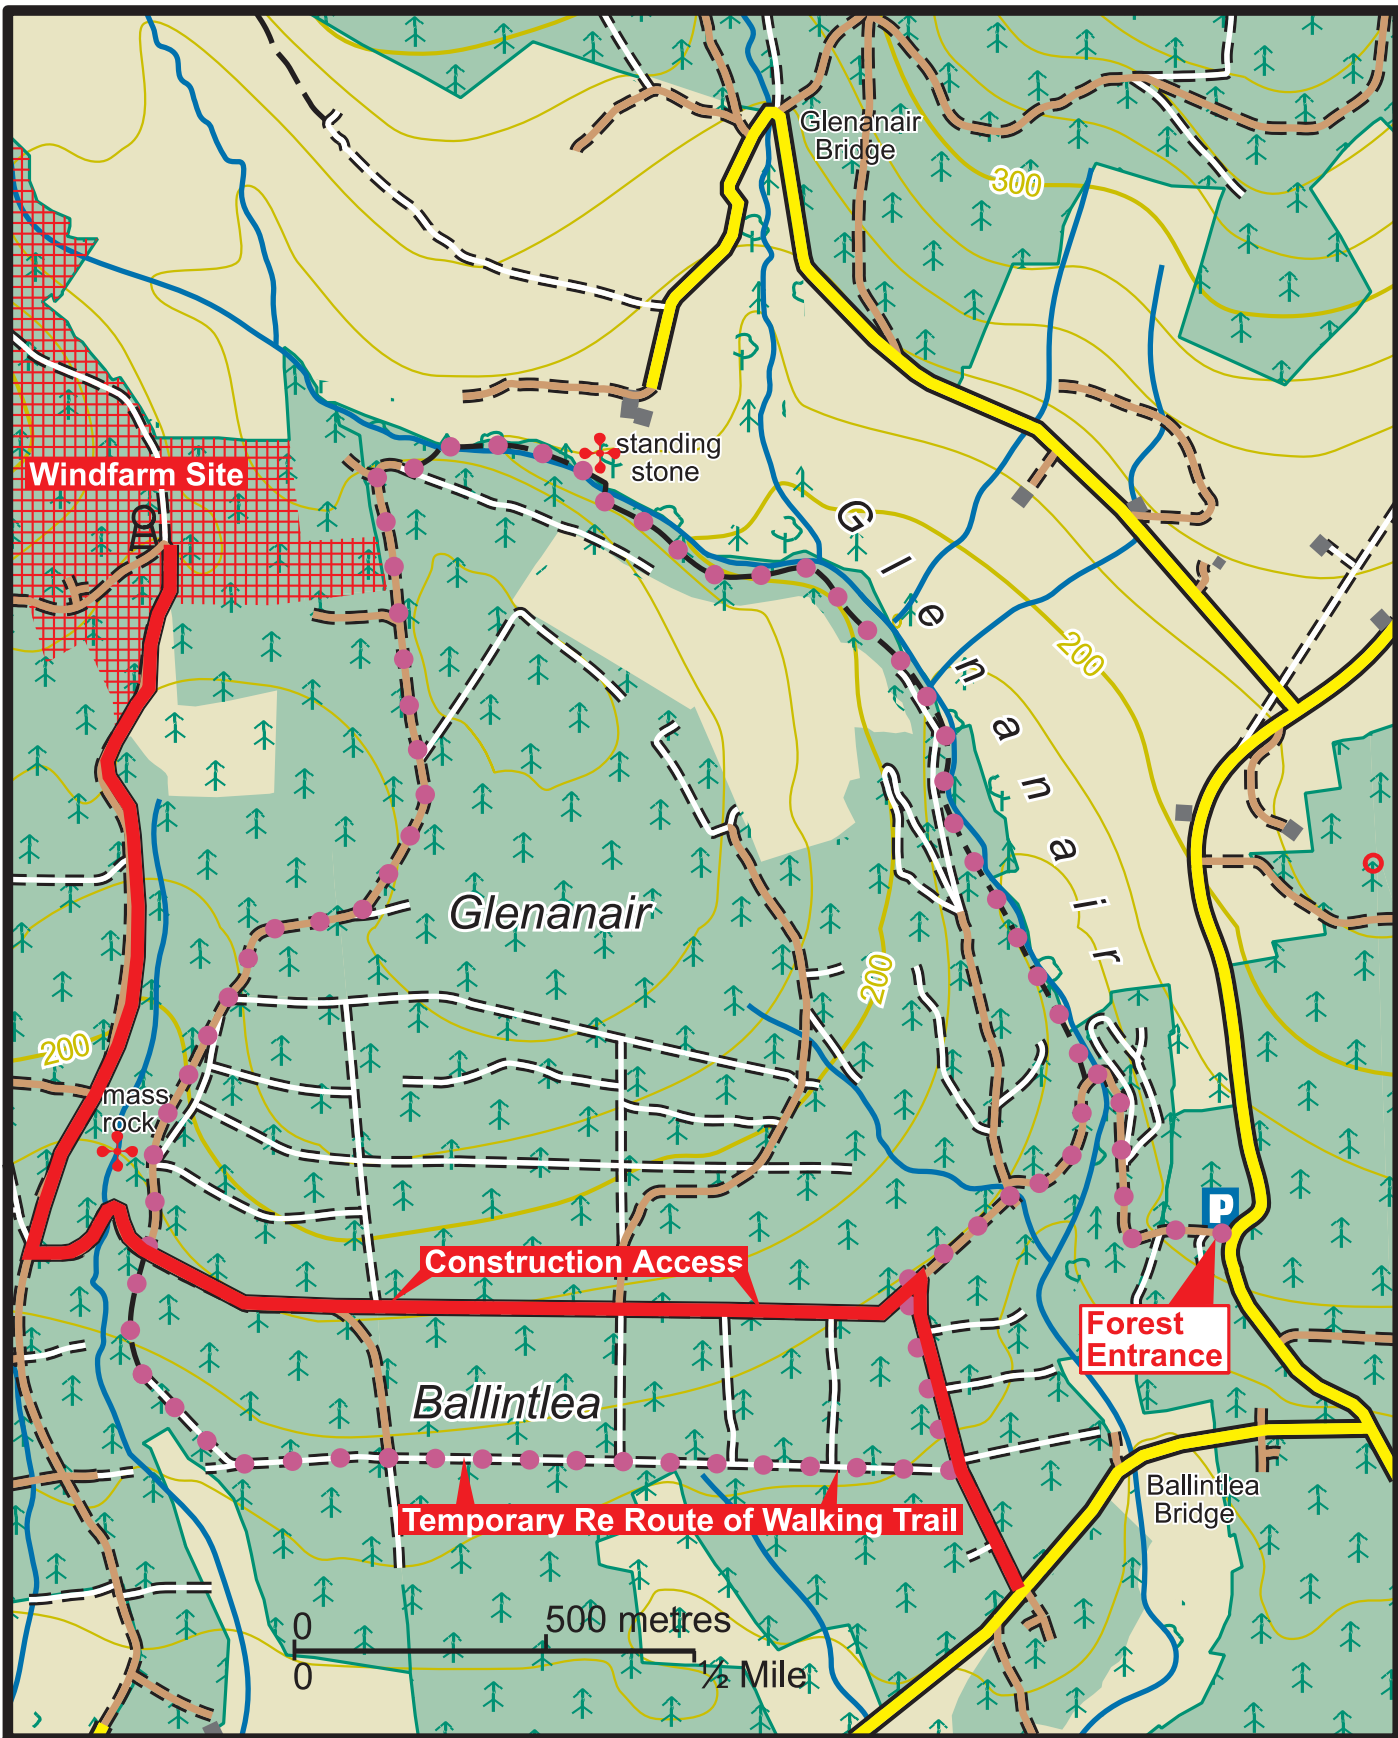 Glenanair
Bridge
300
standing
stone
Windfarm Site
Glenanair
200
Glenanair
200
200
mass
rock
P
Construction Access
Forest
Entrance
Ballintlea
Ballintlea
Bridge
Temporary Re Route of Walking Trail
0 500 metres
0 ½ Mile